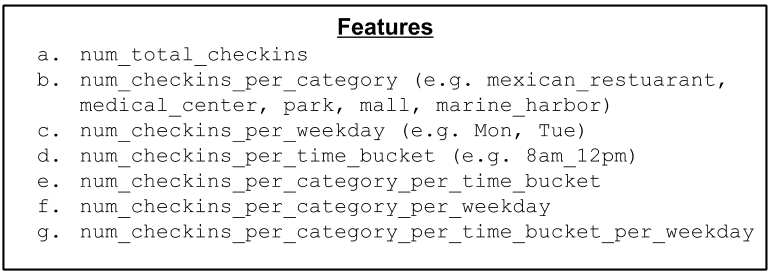 Features
a. num_total_checkins
b. num_checkins_per_category (e.g. mexican_restuarant,
medical_center, park, mall, marine_harbor)
c. num_checkins_per_weekday (e.g. Mon, Tue)
d. num_checkins_per_time_bucket (e.g. 8am_12pm)
e. num_checkins_per_category_per_time_bucket
f. num_checkins_per_category_per_weekday
g. num_checkins_per_category_per_time_bucket_per_weekday